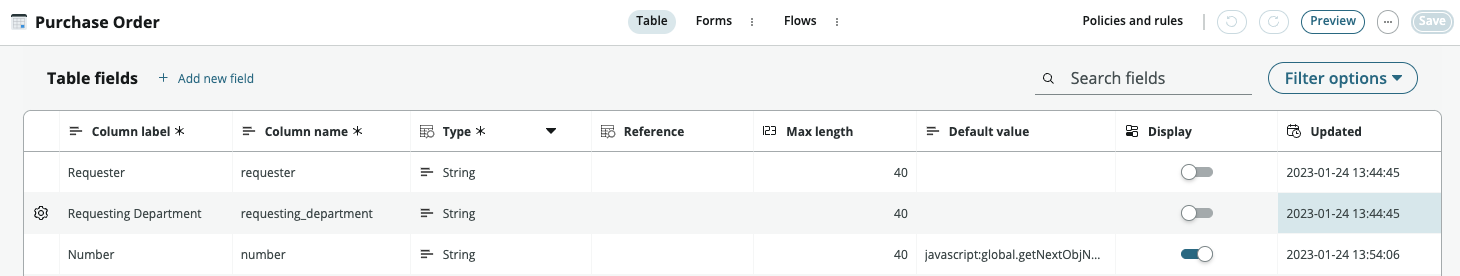 Purchase Order Table Forms Flows Policies and rules Preview ... Save
Table fields + Add new field Search fields Filter options
Column label * Column name * Type * Reference Max length Default value Display Updated
Requester requester String 40 2023-01-24 13:44:45
Requesting Department requesting_department String 40 2023-01-24 13:44:45
Number number String 40 javascript:global.getNextObjN... 2023-01-24 13:54:06